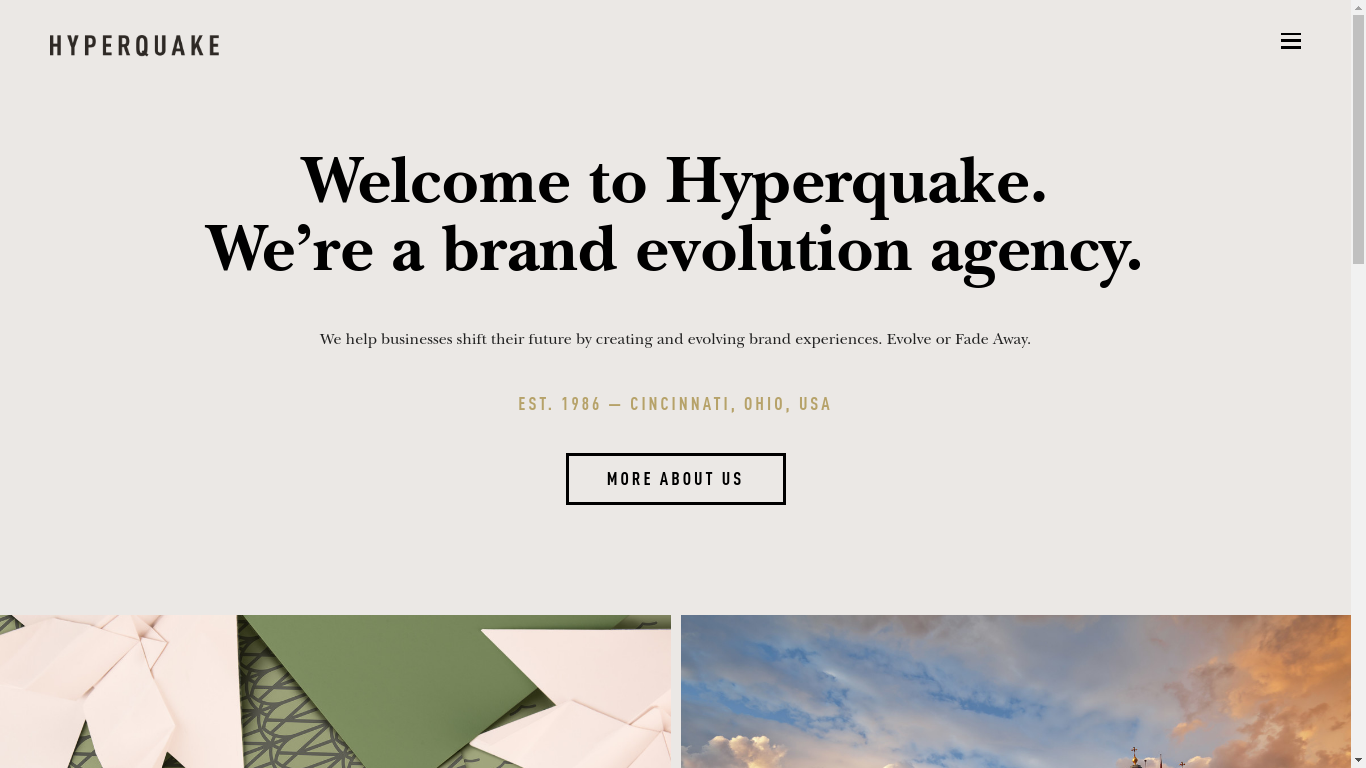 HYPERQUAKE
Welcome to Hyperquake.
We’re a brand evolution agency.
We help businesses shift their future by creating and evolving brand experiences. Evolve or Fade Away.
EST. 1986 — CINCINNATI, OHIO, USA
MORE ABOUT US